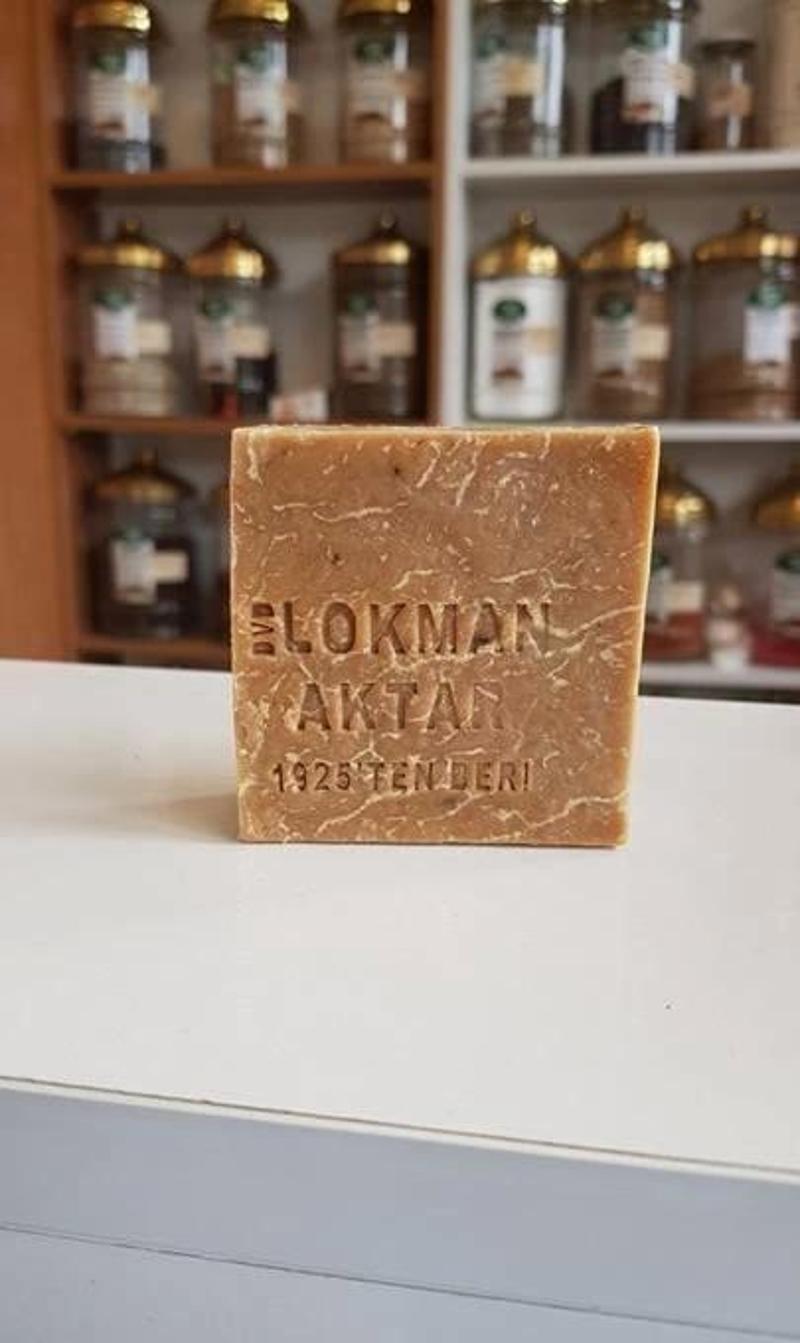 LOKMAN
AKTAR
1925'TEN BERİ